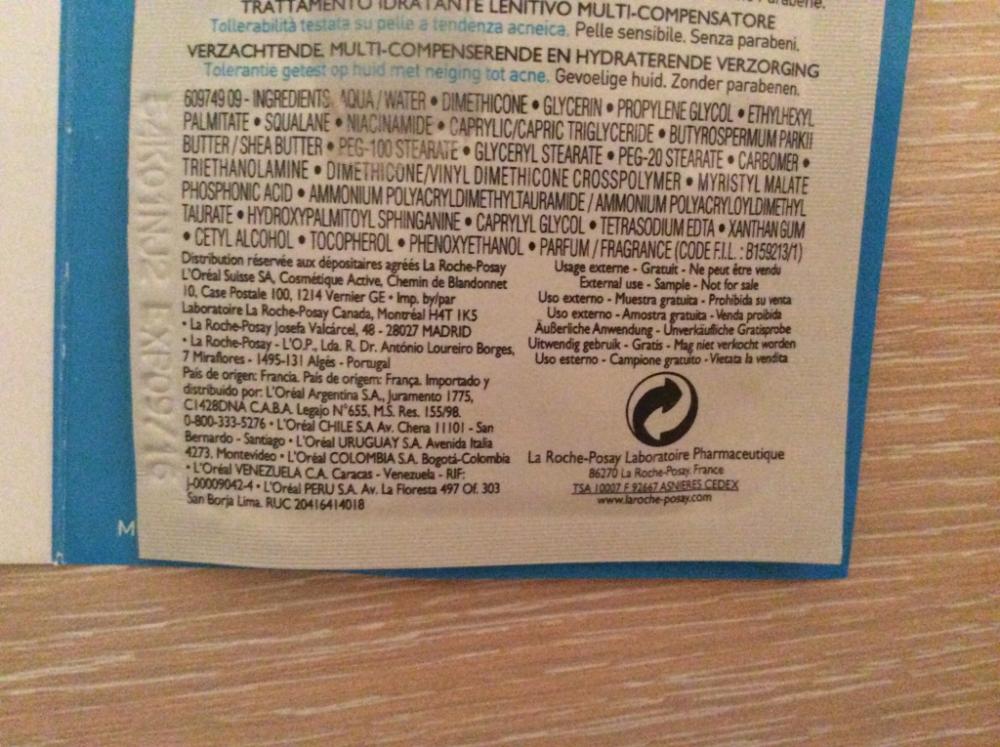 Parabene.
TRATTAMENTO IDRATANTE LENITIVO MULTI-COMPENSATORE
Tollerabilità testata su pelle a tendenza acneica. Pelle sensibile. Senza parabeni.
VERZACHTENDE, MULTI-COMPENSERENDE EN HYDRATERENDE VERZORGING
Tolerantie getest op huid met neiging tot acne. Gevoelige huid. Zonder parabenen.
609749 09 - INGREDIENTS: AQUA / WATER • DIMETHICONE • GLYCERIN • PROPYLENE GLYCOL • ETHYLHEXYL
PALMITATE • SQUALANE • NIACINAMIDE • CAPRYLIC/CAPRIC TRIGLYCERIDE • BUTYROSPERMUM PARKII
BUTTER / SHEA BUTTER • PEG-100 STEARATE • GLYCERYL STEARATE • PEG-20 STEARATE • CARBOMER •
TRIETHANOLAMINE • DIMETHICONE/VINYL DIMETHICONE CROSSPOLYMER • MYRISTYL MALATE
PHOSPHONIC ACID • AMMONIUM POLYACRYLDIMETHYLTAURAMIDE / AMMONIUM POLYACRYLOYLDIMETHYL
TAURATE • HYDROXYPALMITOYL SPHINGANINE • CAPRYLYL GLYCOL • TETRASODIUM EDTA • XANTHAN GUM
• CETYL ALCOHOL • TOCOPHEROL • PHENOXYETHANOL • PARFUM / FRAGRANCE (CODE F.I.L. : B159213/1)
Distribution réservée aux dépositaires agréés La Roche-Posay
L'Oréal Suisse SA, Cosmétique Active, Chemin de Blandonnet
10, Case Postale 100, 1214 Vernier GE • Imp. by/par
Laboratoire La Roche-Posay Canada, Montréal H4T 1K5
• La Roche-Posay Josefa Valcárcel, 48 - 28027 MADRID
• La Roche-Posay - L'O.P., Lda. R. Dr. António Loureiro Borges,
7 Miraflores - 1495-131 Algés - Portugal
País de origen: Francia. País de origem: França. Importado y
distribuido por: L'Oréal Argentina S.A., Juramento 1775,
C1428DNA C.A.B.A. Legajo N°655, M.S. Res. 155/98.
0-800-333-5276 • L'Oréal CHILE S.A Av. Chena 11101 - San
Bernardo - Santiago • L'Oréal URUGUAY S.A. Avenida Italia
4273. Montevideo • L'Oréal COLOMBIA S.A. Bogotá-Colombia
• L'Oréal VENEZUELA C.A. Caracas - Venezuela - RIF:
J-00009042-4 • L'Oréal PERU S.A. Av. La Floresta 497 Of. 303
San Borja Lima. RUC 20416414018
Usage externe - Gratuit - Ne peut être vendu
External use - Sample - Not for sale
Uso externo - Muestra gratuita - Prohibida su venta
Uso externo - Amostra gratuita - Venda proibida
Äußerliche Anwendung - Unverkäufliche Gratisprobe
Uitwendig gebruik - Gratis - Mag niet verkocht worden
Uso esterno - Campione gratuito - Vietata la vendita
La Roche-Posay Laboratoire Pharmaceutique
86270 La Roche-Posay. France
TSA 10007 F 92667 ASNIERES CEDEX
www.laroche-posay.com
EXP09/16
M